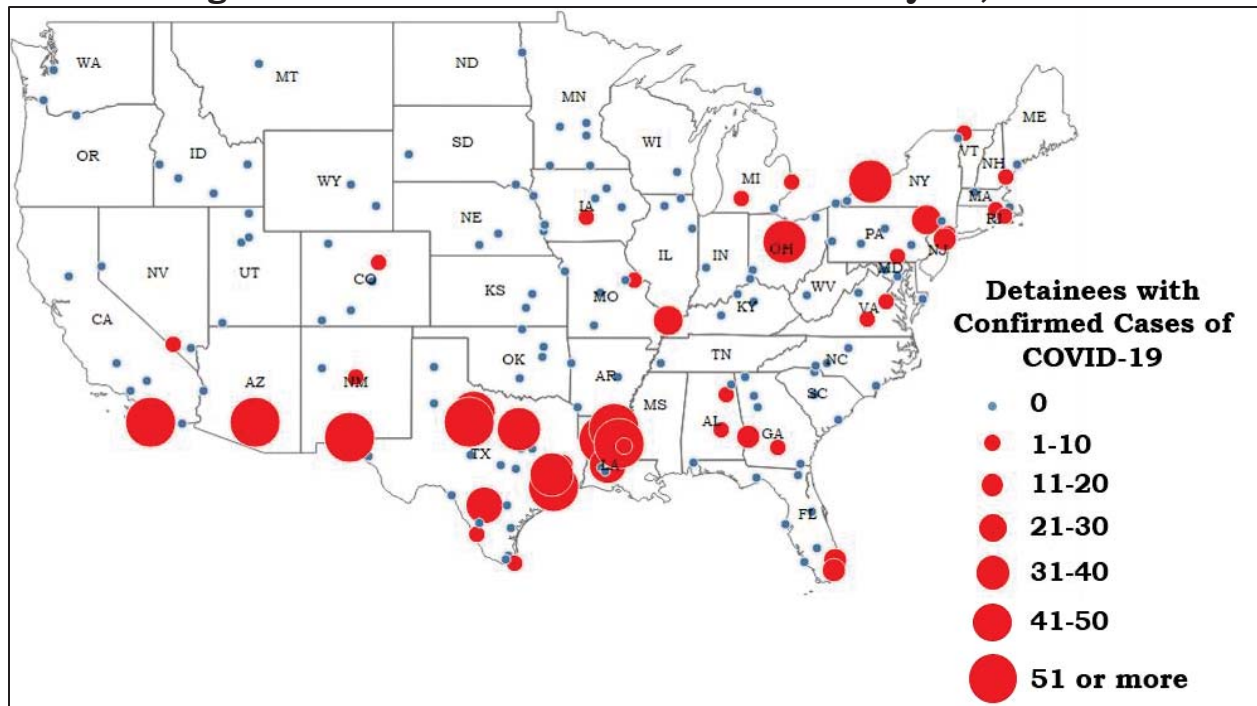 WA
MT
ND
MN
ME
OR
ID
SD
WI
VT
NH
WY
MI
NY
MA
NE
IA
RI
PA
NJ
NV
UT
CO
IL
IN
OH
MD
KS
MO
WV
VA
CA
KY
OK
TN
NC
AZ
NM
AR
SC
MS
AL
GA
TX
LA
FL
Detainees with
Confirmed Cases of
COVID-19
0
1-10
11-20
21-30
31-40
41-50
51 or more